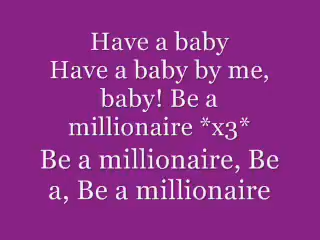 Have a baby
Have a baby by me,
baby! Be a
millionaire *x3*
Be a millionaire, Be
a, Be a millionaire